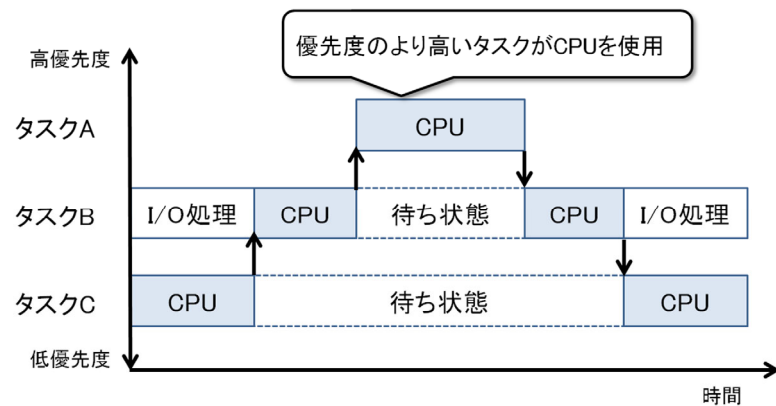 優先度のより高いタスクがCPUを使用
高優先度
タスクA
CPU
タスクB
I/O処理
CPU
待ち状態
CPU
I/O処理
タスクC
CPU
待ち状態
CPU
低優先度
時間